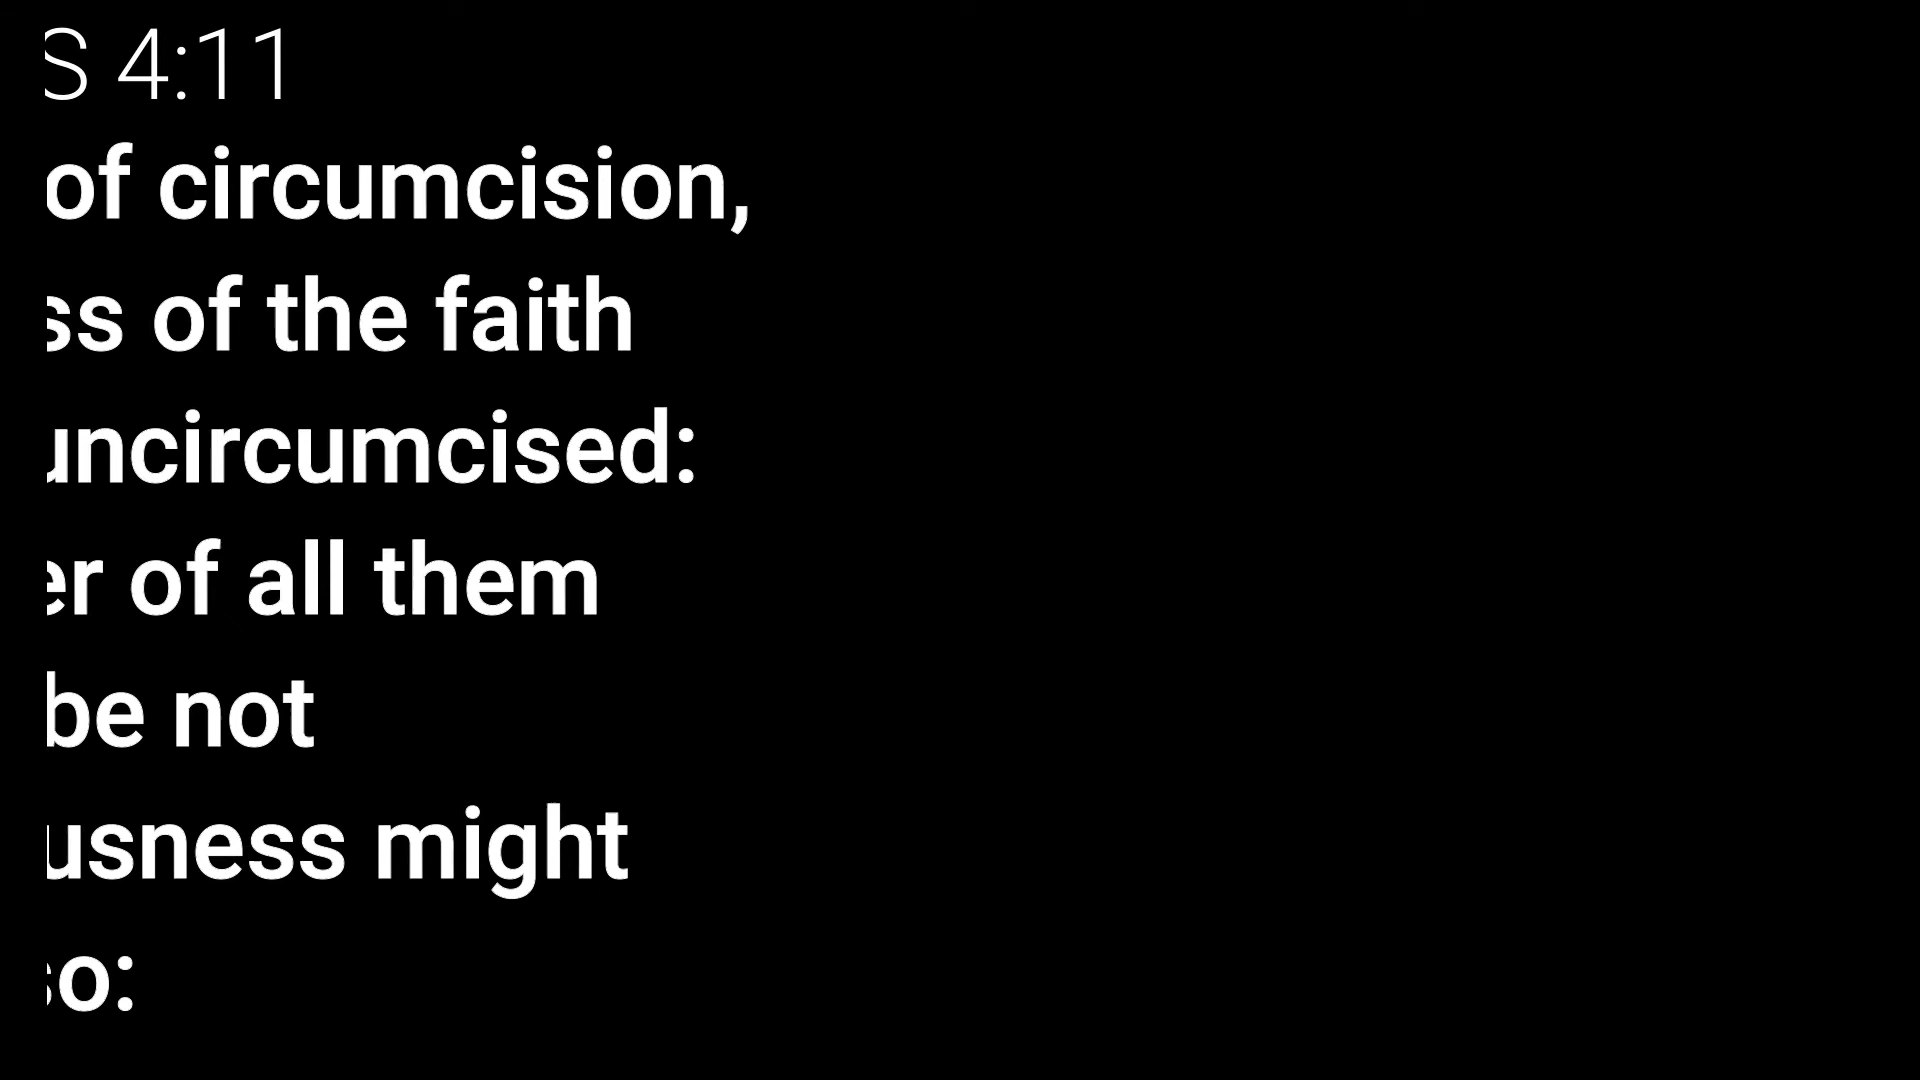 S 4:11
of circumcision,
ss of the faith
uncircumcised:
er of all them
be not
usness might
so: